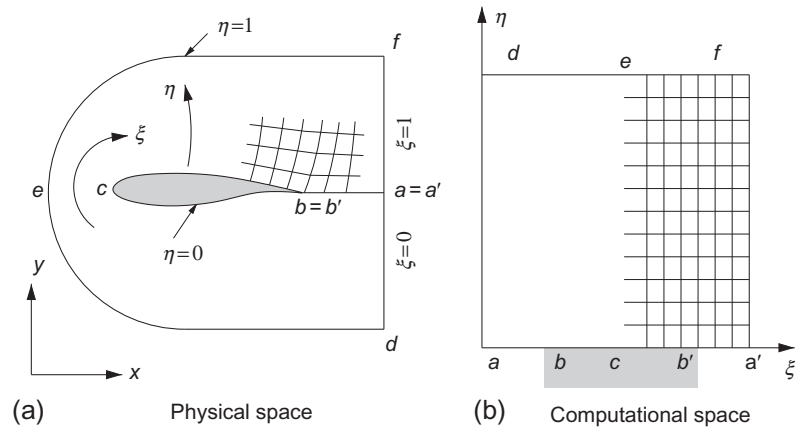 η=1
f
η
ξ
ξ=1
e
c
a = a′
b = b′
η=0
ξ=0
y
d
x
(a)
Physical space
η
d
e
f
a
b
c
b′
a′
ξ
(b)
Computational space